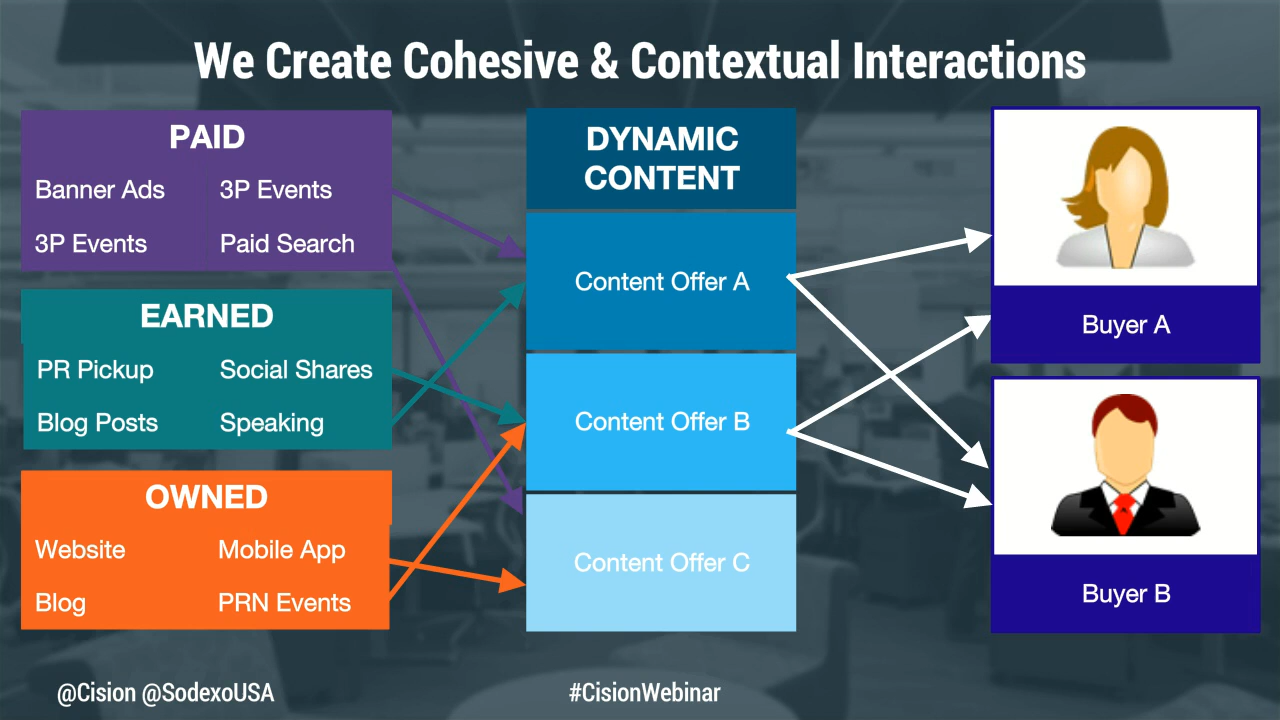 We Create Cohesive & Contextual Interactions
PAID
Banner Ads 3P Events
3P Events Paid Search
EARNED
PR Pickup Social Shares
Blog Posts Speaking
OWNED
Website Mobile App
Blog PRN Events
DYNAMIC
CONTENT
Content Offer A
Content Offer B
Content Offer C
Buyer A
Buyer B
@Cision @SodexoUSA
#CisionWebinar